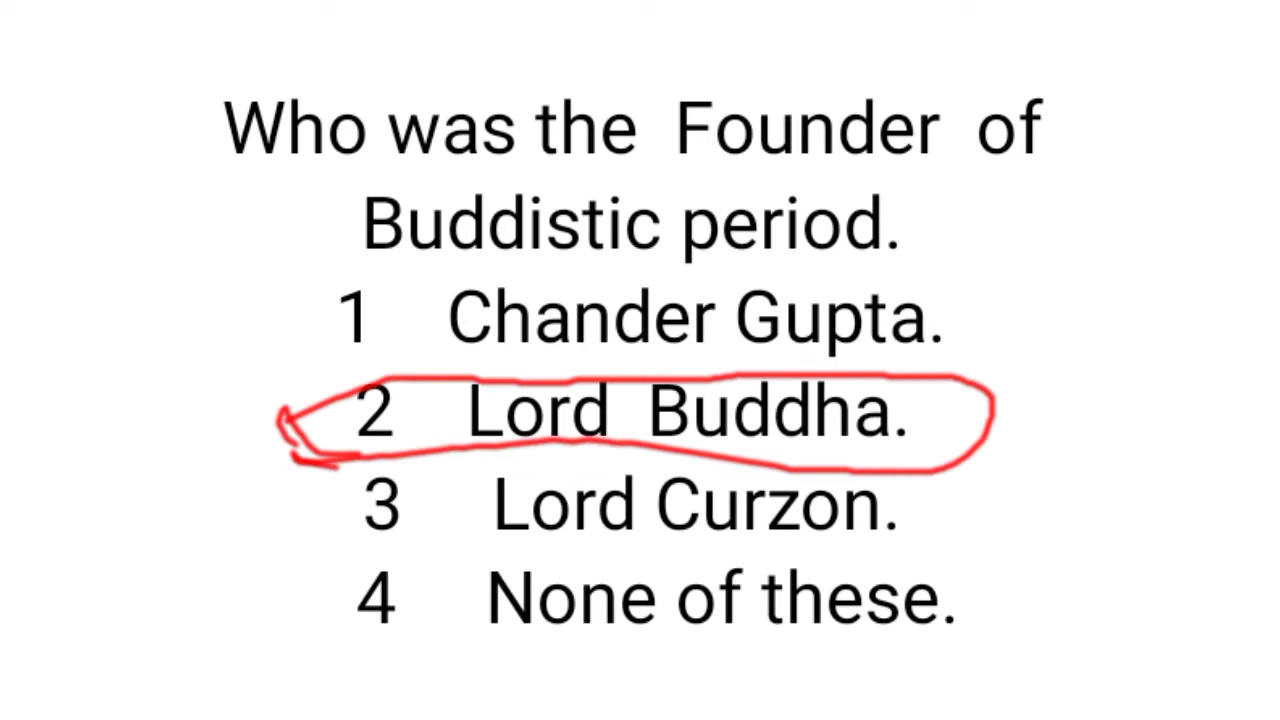 Who was the Founder of
Buddistic period.
1 Chander Gupta.
2 Lord Buddha.
3 Lord Curzon.
4 None of these.